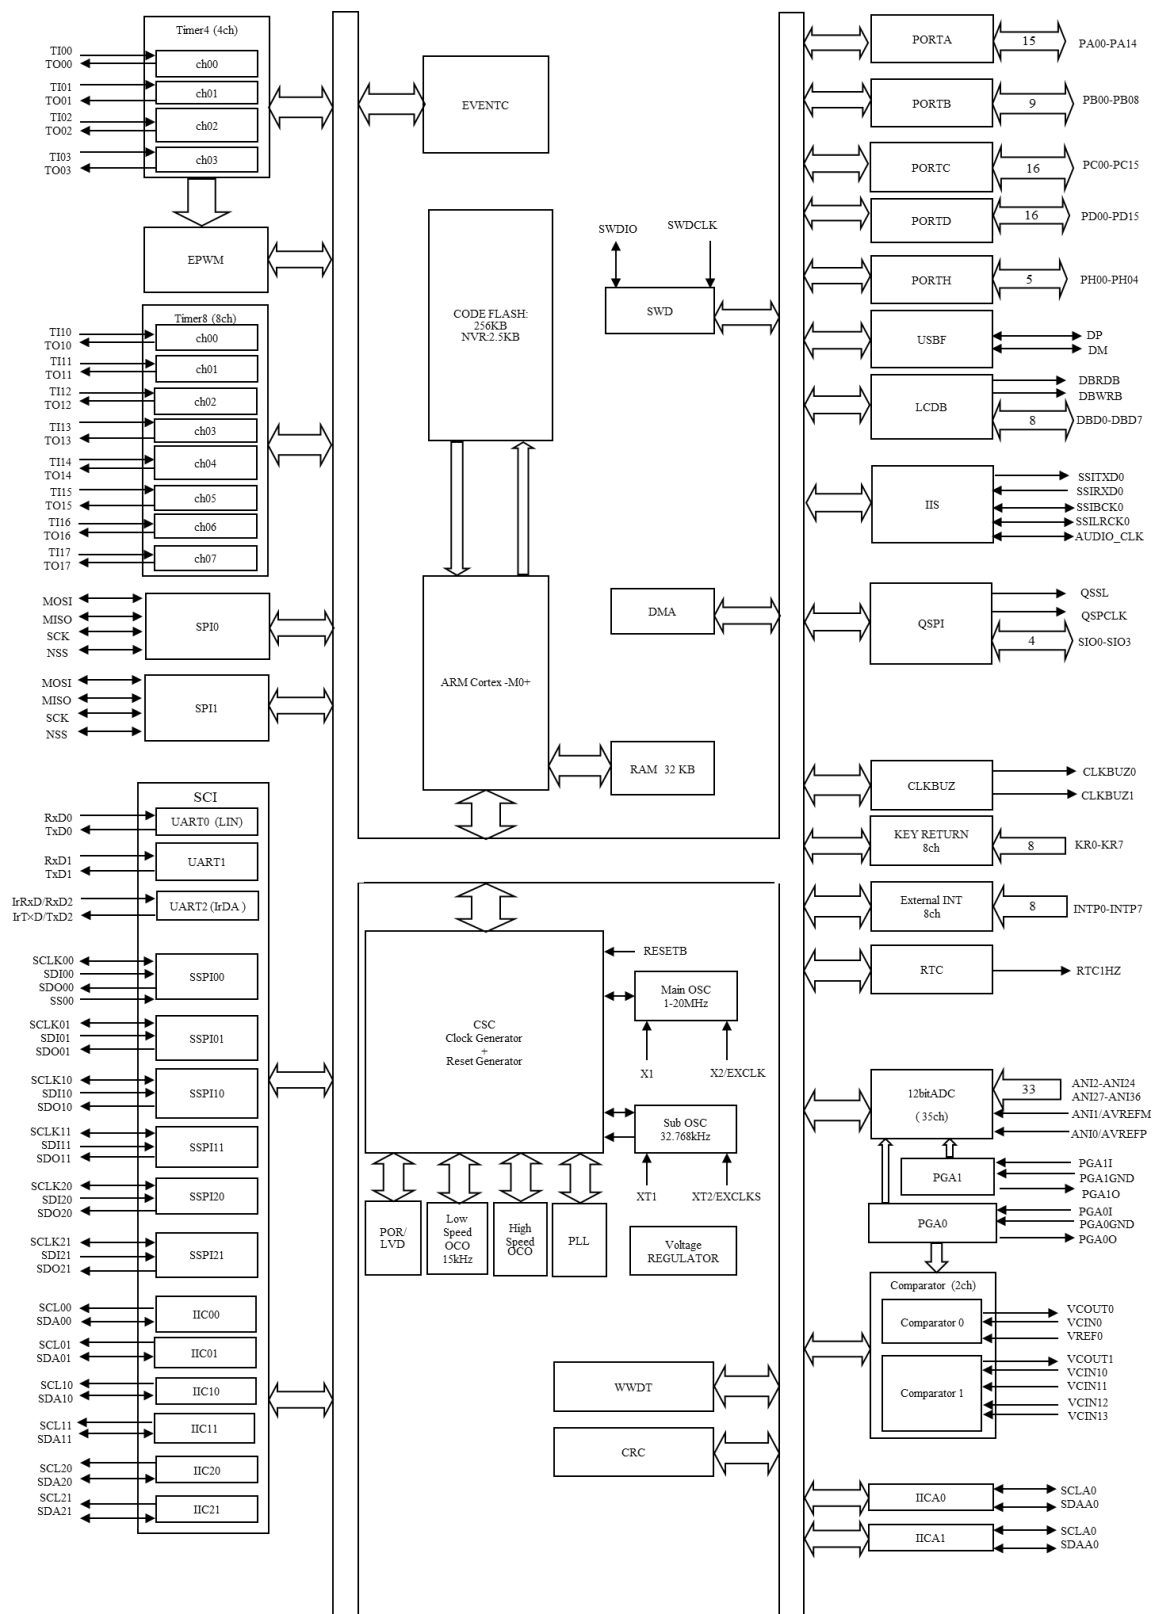 Timer4 (4ch)
TI00
TO00
ch00
TI01
TO01
ch01
TI02
TO02
ch02
TI03
TO03
ch03
EPWM
Timer8 (8ch)
TI10
TO10
ch00
TI11
TO11
ch01
TI12
TO12
ch02
TI13
TO13
ch03
TI14
TO14
ch04
TI15
TO15
ch05
TI16
TO16
ch06
TI17
TO17
ch07
MOSI
MISO
SCK
NSS
SPI0
MOSI
MISO
SCK
NSS
SPI1
SCI
RxD0
TxD0
UART0 (LIN)
RxD1
TxD1
UART1
IrRxD/RxD2
IrT×D/TxD2
UART2 (IrDA )
SCLK00
SDI00
SDO00
SS00
SSPI00
SCLK01
SDI01
SDO01
SSPI01
SCLK10
SDI10
SDO10
SSPI10
SCLK11
SDI11
SDO11
SSPI11
SCLK20
SDI20
SDO20
SSPI20
SCLK21
SDI21
SDO21
SSPI21
SCL00
SDA00
IIC00
SCL01
SDA01
IIC01
SCL10
SDA10
IIC10
SCL11
SDA11
IIC11
SCL20
SDA20
IIC20
SCL21
SDA21
IIC21
EVENTC
CODE FLASH:
256KB
NVR:2.5KB
SWDIO
SWDCLK
SWD
ARM Cortex -M0+
DMA
RAM 32 KB
CSC
Clock Generator
+
Reset Generator
RESETB
Main OSC
1-20MHz
X1
X2/EXCLK
Sub OSC
32.768kHz
XT1
XT2/EXCLKS
POR/
LVD
Low
Speed
OCO
15kHz
High
Speed
OCO
PLL
Voltage
REGULATOR
WWDT
CRC
PORTA
15
PA00-PA14
PORTB
9
PB00-PB08
PORTC
16
PC00-PC15
PORTD
16
PD00-PD15
PORTH
5
PH00-PH04
USBF
DP
DM
LCDB
DBRDB
DBWRB
8
DBD0-DBD7
IIS
SSITXD0
SSIRXD0
SSIBCK0
SSILRCK0
AUDIO_CLK
QSPI
QSSL
QSPCLK
4
SIO0-SIO3
CLKBUZ
CLKBUZ0
CLKBUZ1
KEY RETURN
8ch
8
KR0-KR7
External INT
8ch
8
INTP0-INTP7
RTC
RTC1HZ
12bitADC
( 35ch)
33
ANI2-ANI24
ANI27-ANI36
ANI1/AVREFM
ANI0/AVREFP
PGA1
PGA1I
PGA1GND
PGA1O
PGA0
PGA0I
PGA0GND
PGA0O
Comparator (2ch)
Comparator 0
VCOUT0
VCIN0
VREF0
Comparator 1
VCOUT1
VCIN10
VCIN11
VCIN12
VCIN13
IICA0
SCLA0
SDAA0
IICA1
SCLA0
SDAA0